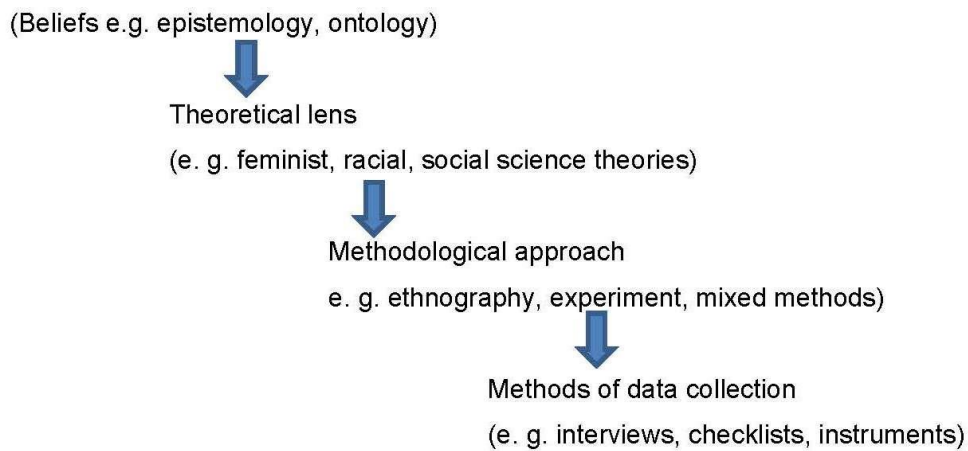 (Beliefs e.g. epistemology, ontology)
Theoretical lens
(e. g. feminist, racial, social science theories)
Methodological approach
e. g. ethnography, experiment, mixed methods)
Methods of data collection
(e. g. interviews, checklists, instruments)